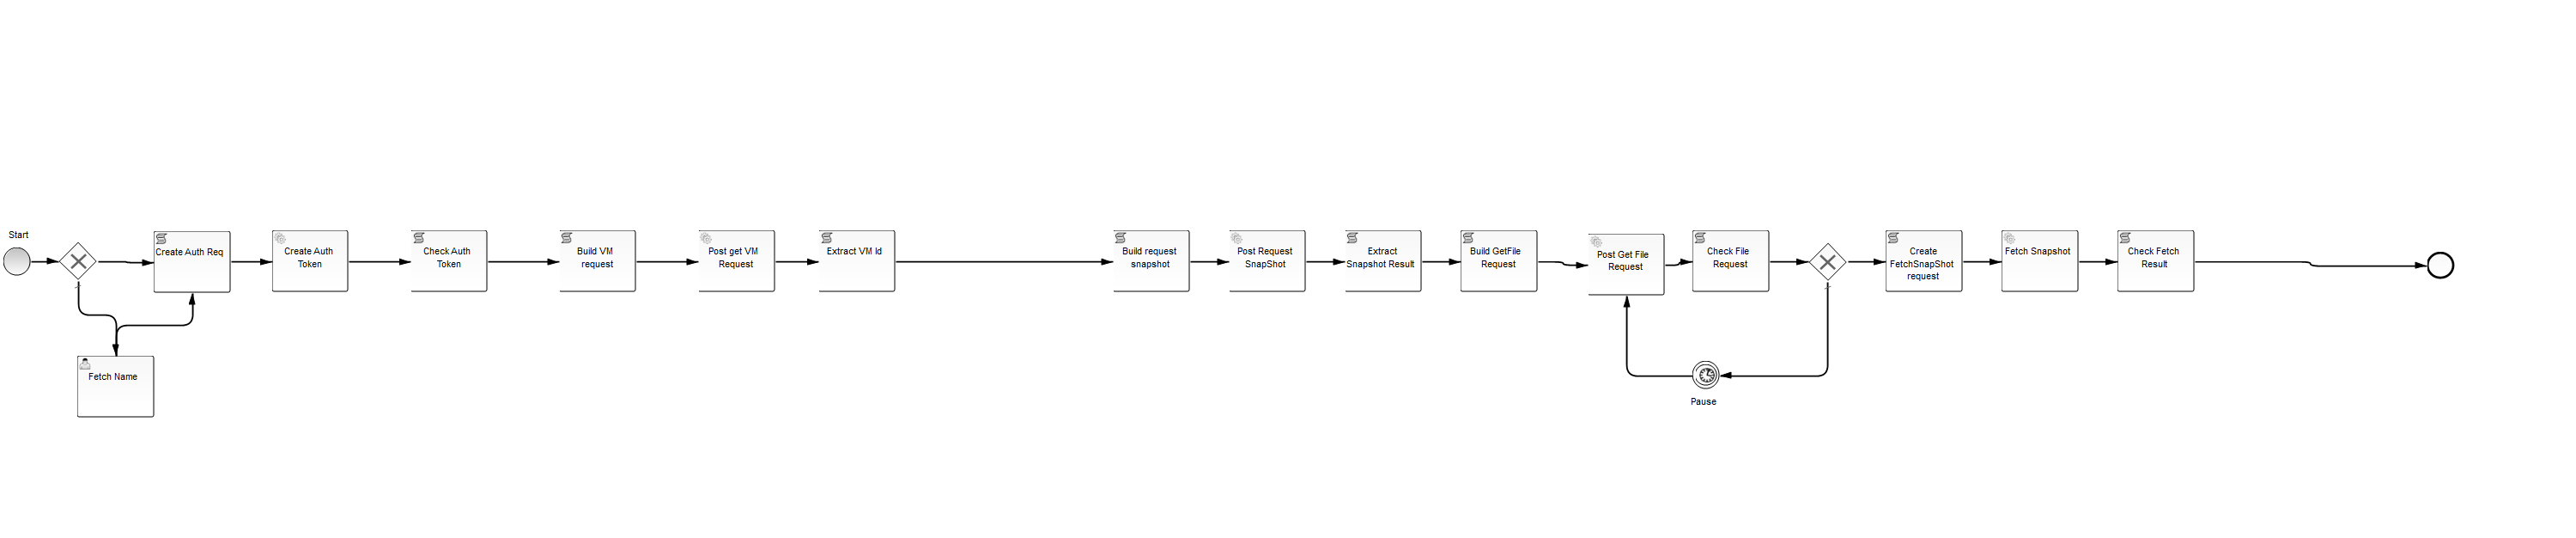 Start
Create Auth Req
Create Auth
Token
Check Auth
Token
Build VM
request
Post get VM
Request
Extract VM Id
Build request
snapshot
Post Request
SnapShot
Extract
Snapshot Result
Build GetFile
Request
Post Get File
Request
Check File
Request
Create
FetchSnapShot
request
Fetch Snapshot
Check Fetch
Result
Fetch Name
Pause